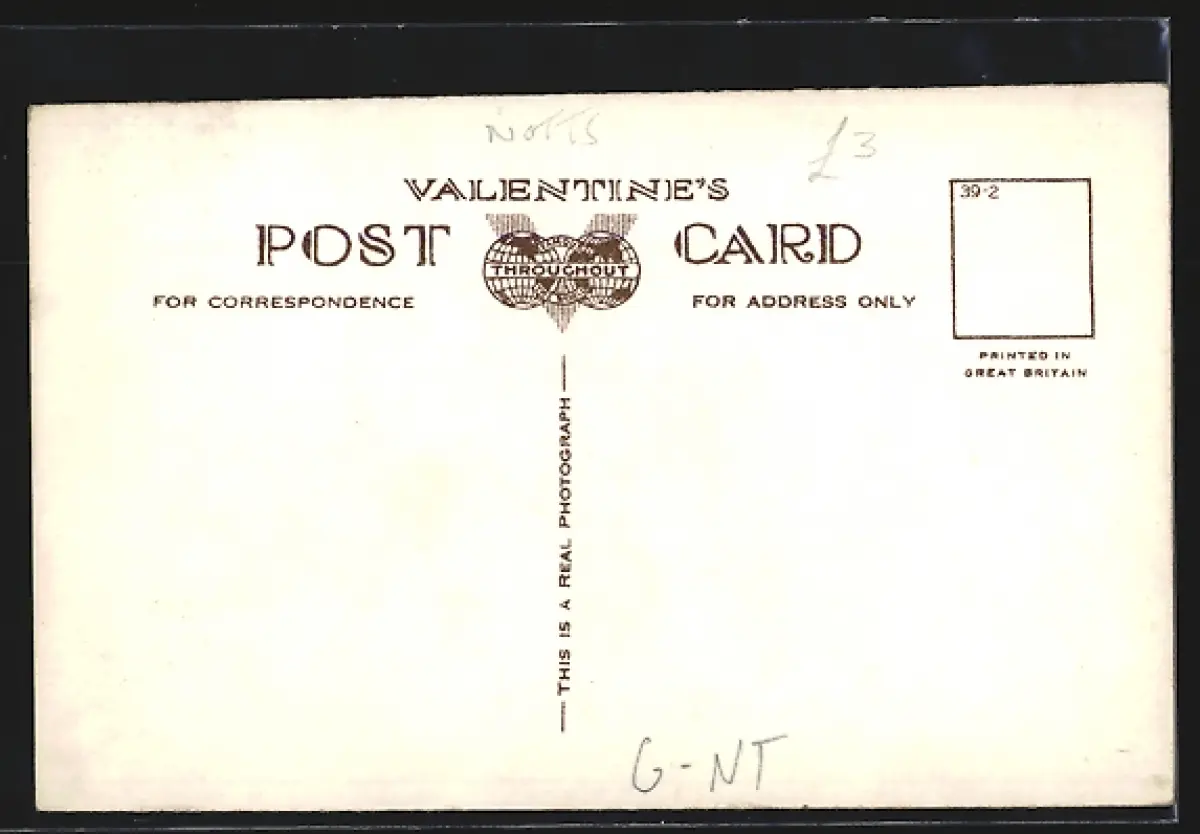 NOTTS
£3
VALENTINE'S
POST CARD
THROUGHOUT
39-2
FOR CORRESPONDENCE
FOR ADDRESS ONLY
PRINTED IN
GREAT BRITAIN
THIS IS A REAL PHOTOGRAPH
G-NT